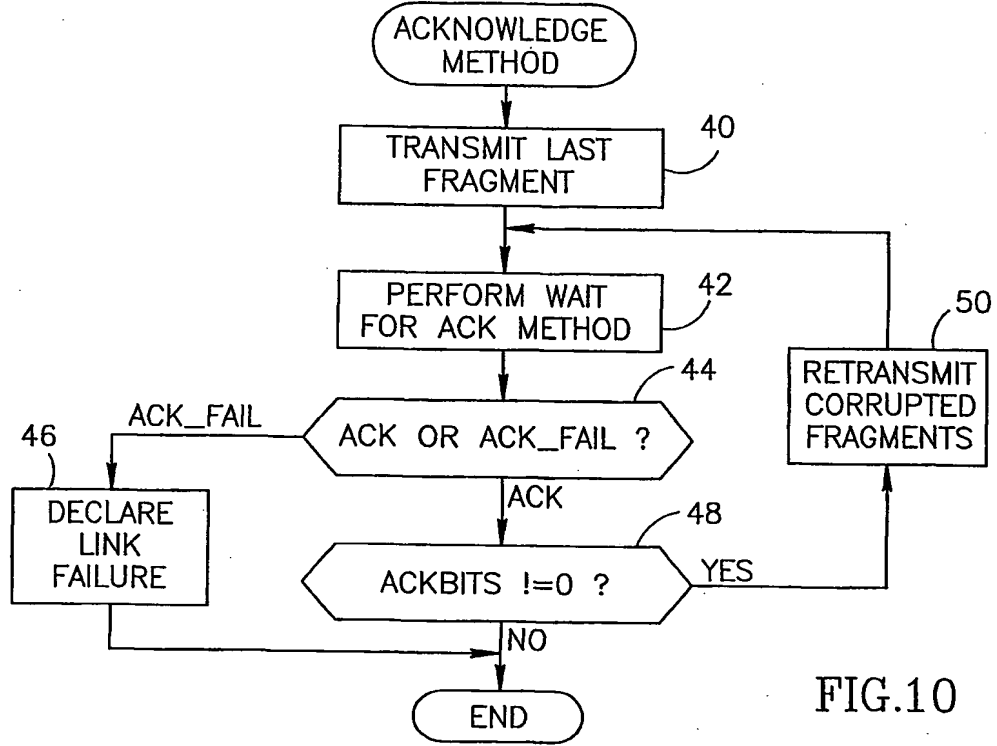 ACKNOWLEDGE
METHOD
40
TRANSMIT LAST
FRAGMENT
42
PERFORM WAIT
FOR ACK METHOD
50
RETRANSMIT
CORRUPTED
FRAGMENTS
44
ACK_FAIL
ACK OR ACK_FAIL ?
46
DECLARE
LINK
FAILURE
ACK
48
ACKBITS !=0 ?
YES
NO
END
FIG.10